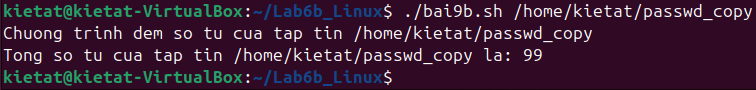 kietat@kietat-VirtualBox:~/Lab6b_Linux$ ./bai9b.sh /home/kietat/passwd_copy
Chuong trinh dem so tu cua tap tin /home/kietat/passwd_copy
Tong so tu cua tap tin /home/kietat/passwd_copy la: 99
kietat@kietat-VirtualBox:~/Lab6b_Linux$